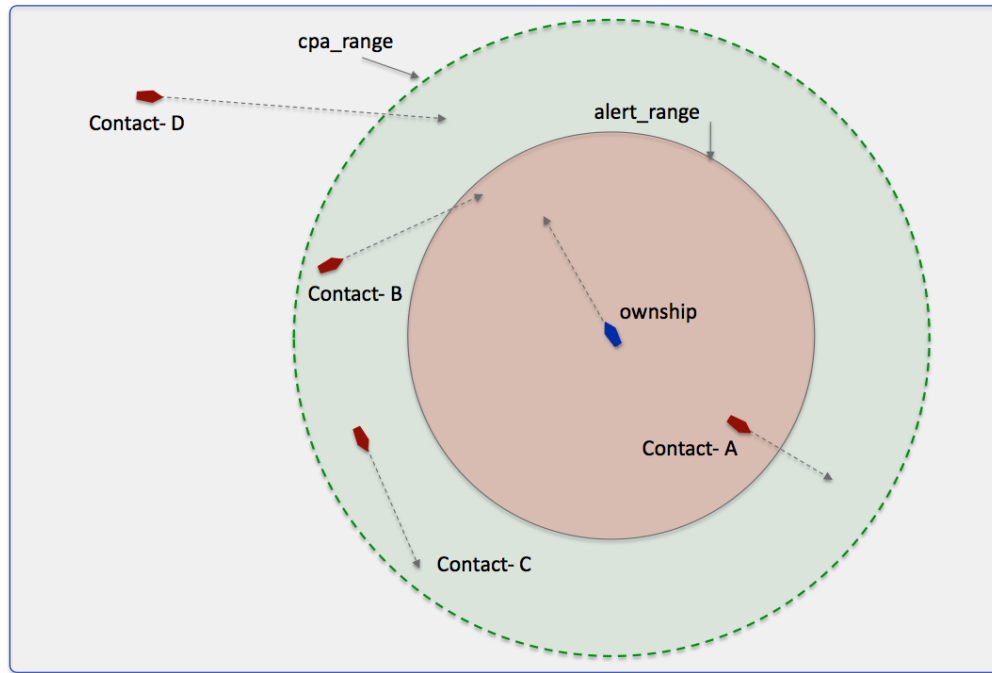 cpa_range
alert_range
Contact- D
Contact- B
ownship
Contact- A
Contact- C